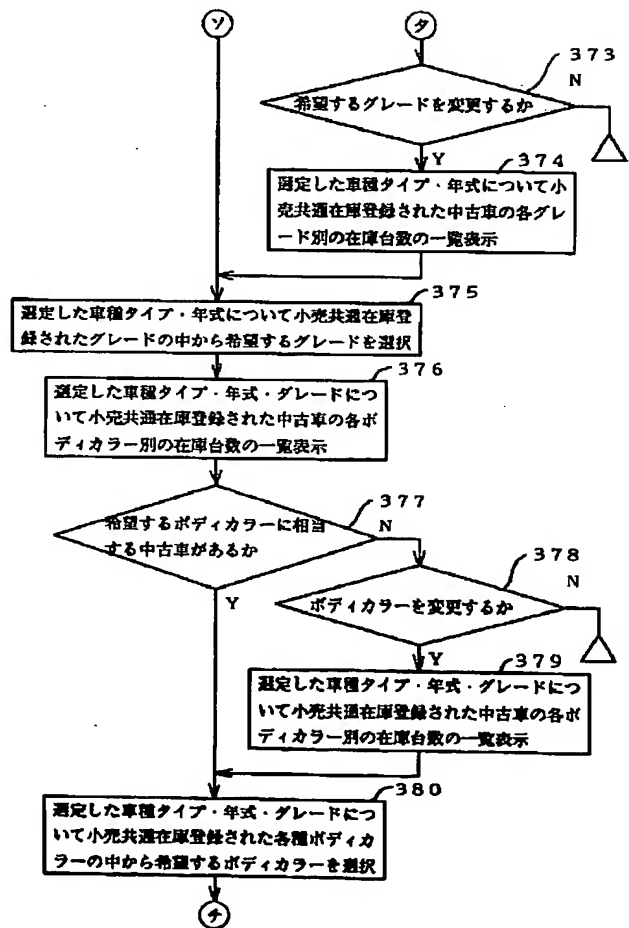 ソ
タ
373
N
希望するグレードを変更するか
Y
374
選定した車種タイプ・年式について小
売共通在庫登録された中古車の各グレ
ード別の在庫台数の一覧表示
375
選定した車種タイプ・年式について小売共通在庫登
録されたグレードの中から希望するグレードを選択
376
選定した車種タイプ・年式・グレードにつ
いて小売共通在庫登録された中古車の各ボ
ディカラー別の在庫台数の一覧表示
377
希望するボディカラーに相当
する中古車があるか
N
Y
378
N
ボディカラーを変更するか
Y
379
選定した車種タイプ・年式・グレードにつ
いて小売共通在庫登録された中古車の各ボ
ディカラー別の在庫台数の一覧表示
380
選定した車種タイプ・年式・グレードにつ
いて小売共通在庫登録された各種ボディカ
ラーの中から希望するボディカラーを選択
チ